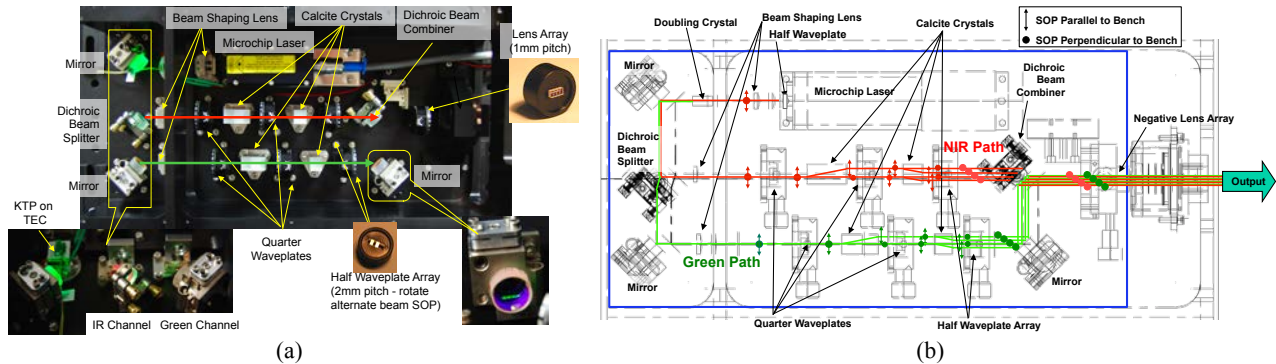 (a)
Beam Shaping Lens
Calcite Crystals
Dichroic Beam
Combiner
Microchip Laser
Lens Array
(1mm pitch)
Mirror
Dichroic
Beam
Splitter
Mirror
Mirror
KTP on
TEC
Quarter
Waveplates
Half Waveplate Array
(2mm pitch - rotate
alternate beam SOP)
IR Channel
Green Channel
(a)
(b)
Doubling Crystal
Beam Shaping Lens
Half Waveplate
Calcite Crystals
SOP Parallel to Bench
SOP Perpendicular to Bench
Mirror
Microchip Laser
Dichroic
Beam
Combiner
Negative Lens Array
Dichroic
Beam
Splitter
NIR Path
Output
Green Path
Mirror
Mirror
Quarter Waveplates
Half Waveplate Array
(b)